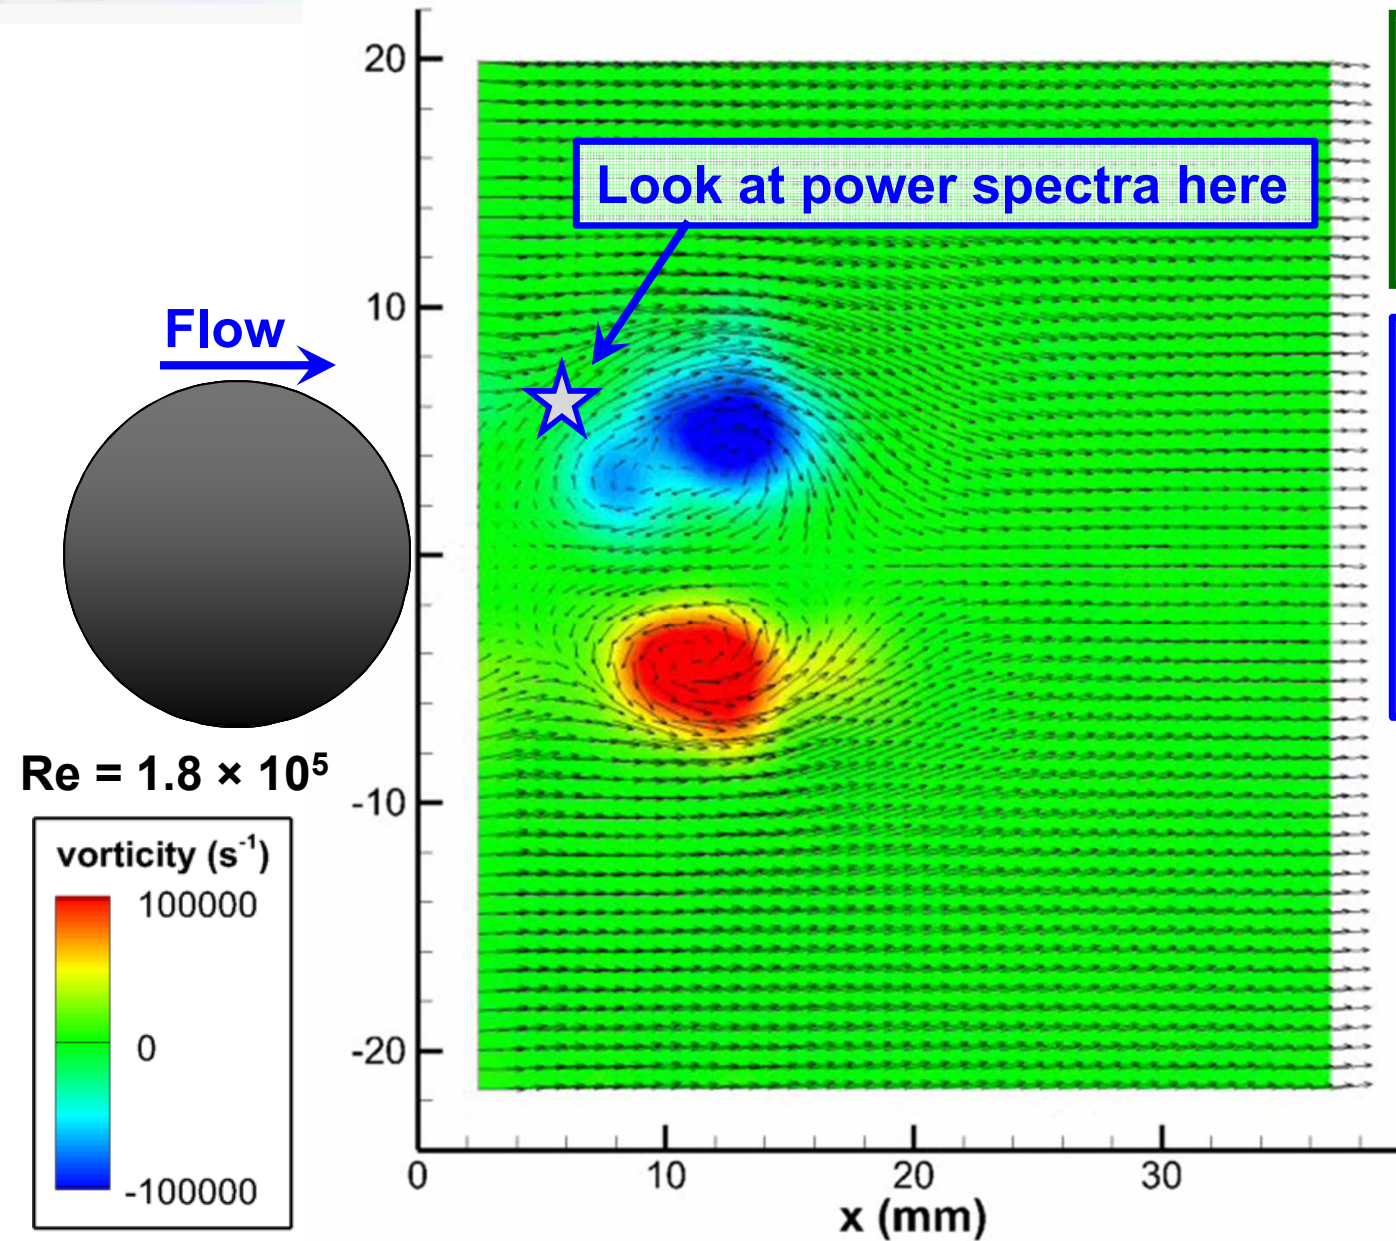 20
Look at power spectra here
10
Flow
Re = 1.8 × 10⁵
-10
vorticity (s⁻¹)
100000
0
-100000
-20
0
10
20
30
x (mm)